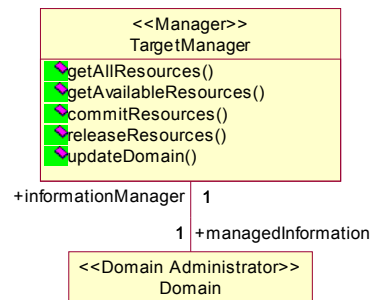 <<Manager>>
TargetManager
getAllResources()
getAvailableResources()
commitResources()
releaseResources()
updateDomain()
+informationManager 1
1 +managedInformation
<<Domain Administrator>>
Domain